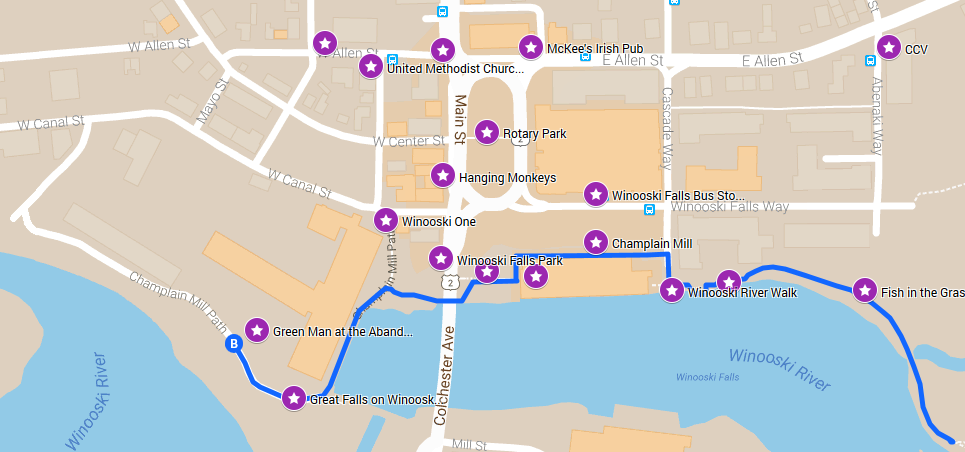 W Allen St
W Allen St
McKee's Irish Pub
E Allen St
E Allen St
CCV
St
United Methodist Churc...
Mayo St
Main St
Cascade Way
Abenaki Way
W Canal St
W Center St
Rotary Park
2
W Canal St
Hanging Monkeys
Winooski Falls Bus Sto...
Winooski Falls Way
Winooski One
Champlain Mill
Champlain Mill Path
Winooski Falls Park
2
Winooski River Walk
Fish in the Gras
Champlain Mill Path
Green Man at the Aband...
B
Colchester Ave
Winooski River
Winooski River
Winooski Falls
Great Falls on Winoosk...
Mill St